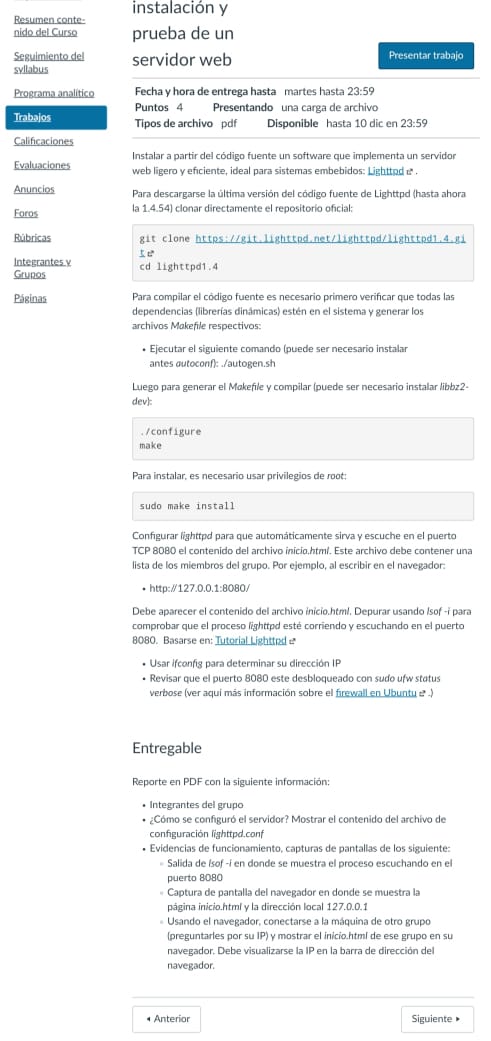 Resumen conte-
nido del Curso
Seguimiento del
syllabus
Programa analítico
Trabajos
Calificaciones
Evaluaciones
Anuncios
Foros
Rúbricas
Integrantes y
Grupos
Páginas
instalación y
prueba de un
servidor web
Presentar trabajo
Fecha y hora de entrega hasta martes hasta 23:59
Puntos 4 Presentando una carga de archivo
Tipos de archivo pdf Disponible hasta 10 dic en 23:59
Instalar a partir del código fuente un software que implementa un servidor
web ligero y eficiente, ideal para sistemas embebidos: Lighttpd .
Para descargarse la última versión del código fuente de Lighttpd (hasta ahora
la 1.4.54) clonar directamente el repositorio oficial:
git clone https://git.lighttpd.net/lighttpd/lighttpd1.4.gi
t
cd lighttpd1.4
Para compilar el código fuente es necesario primero verificar que todas las
dependencias (librerías dinámicas) estén en el sistema y generar los
archivos Makefile respectivos:
• Ejecutar el siguiente comando (puede ser necesario instalar
antes autoconf): ./autogen.sh
Luego para generar el Makefile y compilar (puede ser necesario instalar libbz2-
dev):
./configure
make
Para instalar, es necesario usar privilegios de root:
sudo make install
Configurar lighttpd para que automáticamente sirva y escuche en el puerto
TCP 8080 el contenido del archivo inicio.html. Este archivo debe contener una
lista de los miembros del grupo. Por ejemplo, al escribir en el navegador:
• http://127.0.0.1:8080/
Debe aparecer el contenido del archivo inicio.html. Depurar usando lsof -i para
comprobar que el proceso lighttpd esté corriendo y escuchando en el puerto
8080. Basarse en: Tutorial Lighttpd
• Usar ifconfig para determinar su dirección IP
• Revisar que el puerto 8080 este desbloqueado con sudo ufw status
verbose (ver aquí más información sobre el firewall en Ubuntu .)
Entregable
Reporte en PDF con la siguiente información:
• Integrantes del grupo
• ¿Cómo se configuró el servidor? Mostrar el contenido del archivo de
configuración lighttpd.conf
• Evidencias de funcionamiento, capturas de pantallas de los siguiente:
◦ Salida de lsof -i en donde se muestra el proceso escuchando en el
puerto 8080
◦ Captura de pantalla del navegador en donde se muestra la
página inicio.html y la dirección local 127.0.0.1
◦ Usando el navegador, conectarse a la máquina de otro grupo
(preguntarles por su IP) y mostrar el inicio.html de ese grupo en su
navegador. Debe visualizarse la IP en la barra de dirección del
navegador.
◂ Anterior
Siguiente ▸